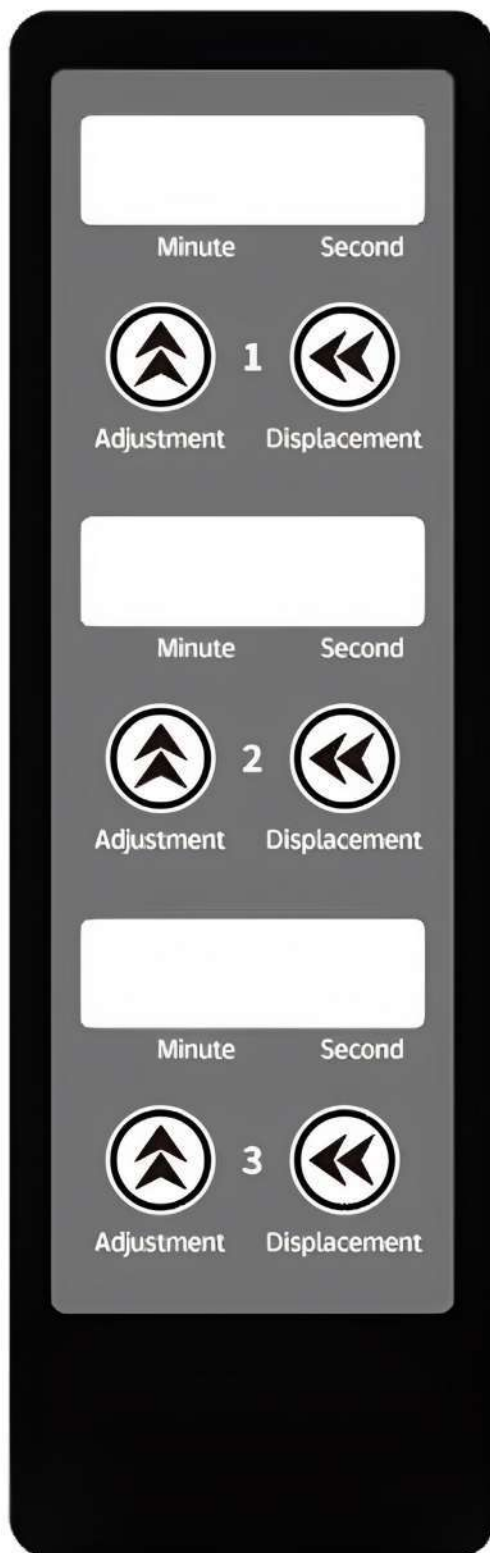 Minute Second
1
Adjustment Displacement
Minute Second
2
Adjustment Displacement
Minute Second
3
Adjustment Displacement